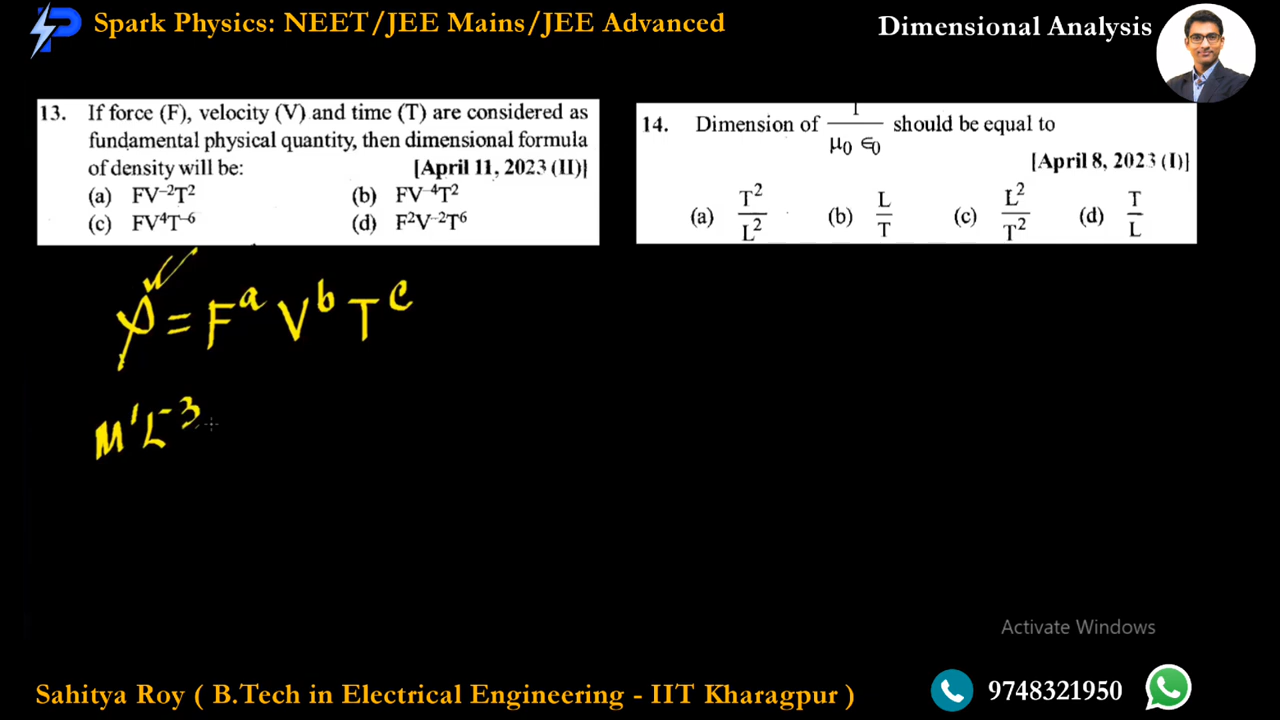 Spark Physics: NEET/JEE Mains/JEE Advanced
Dimensional Analysis
13. If force (F), velocity (V) and time (T) are considered as
fundamental physical quantity, then dimensional formula
of density will be: [April 11, 2023 (II)]
(a) FV⁻²T² (b) FV⁻⁴T²
(c) FV⁴T⁻⁶ (d) F²V⁻²T⁶
14. Dimension of 1/μ₀ ∈₀ should be equal to
[April 8, 2023 (I)]
(a) T²/L² (b) L/T (c) L²/T² (d) T/L
ρ = Fᵃ Vᵇ Tᶜ
M¹L⁻³
Activate Windows
Sahitya Roy ( B.Tech in Electrical Engineering - IIT Kharagpur )
9748321950